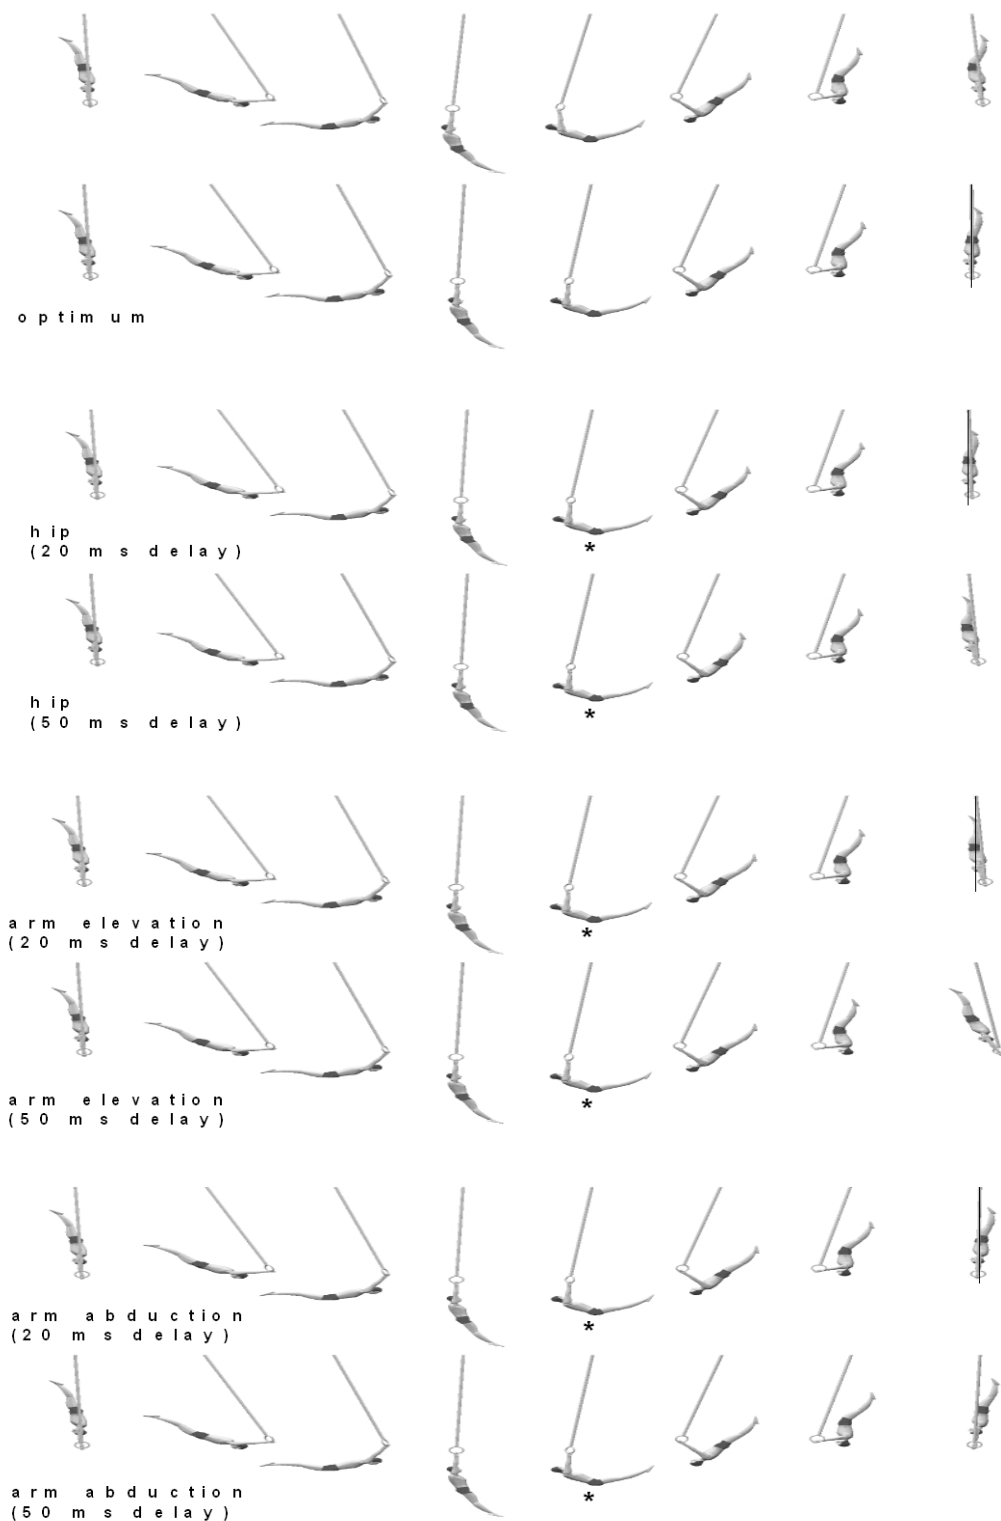 optimum
hip
(20 ms delay)
*
hip
(50 ms delay)
*
arm elevation
(20 ms delay)
*
arm elevation
(50 ms delay)
*
arm abduction
(20 ms delay)
*
arm abduction
(50 ms delay)
*